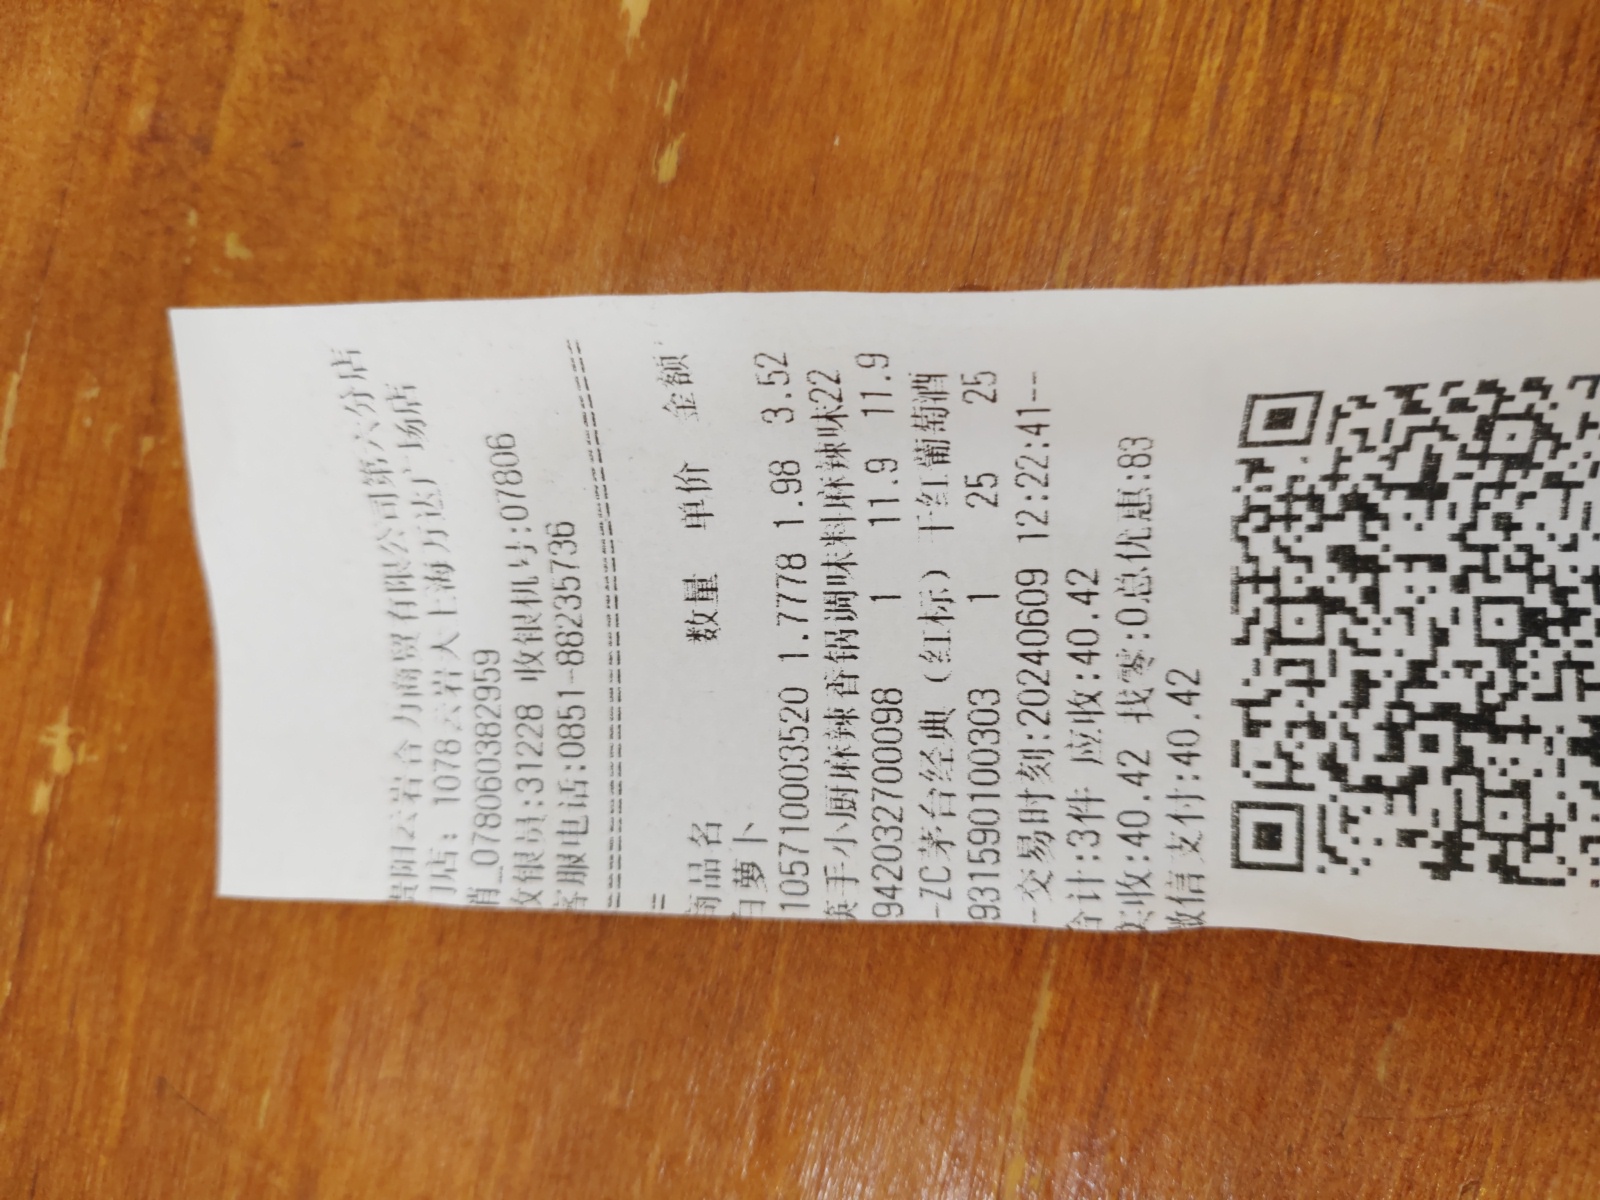 贵阳云岩合力商贸有限公司第六分店
门店: 1078云岩大上海万达广场店
销_078060382959
收银员:31228 收银机号:07806
客服电话:0851-88235736
商品名 数量 单价 金额
白萝卜
105710003520 1.7778 1.98 3.52
筷手小厨麻辣香锅调味料麻辣味22
9420327000098 1 11.9 11.9
-ZC茅台经典(红标)干红葡萄酒
9315901003​03 1 25 25
--交易时刻:20240609 12:22:41--
合计:3件 应收:40.42
实收:40.42 找零:0总优惠:83
微信支付:40.42